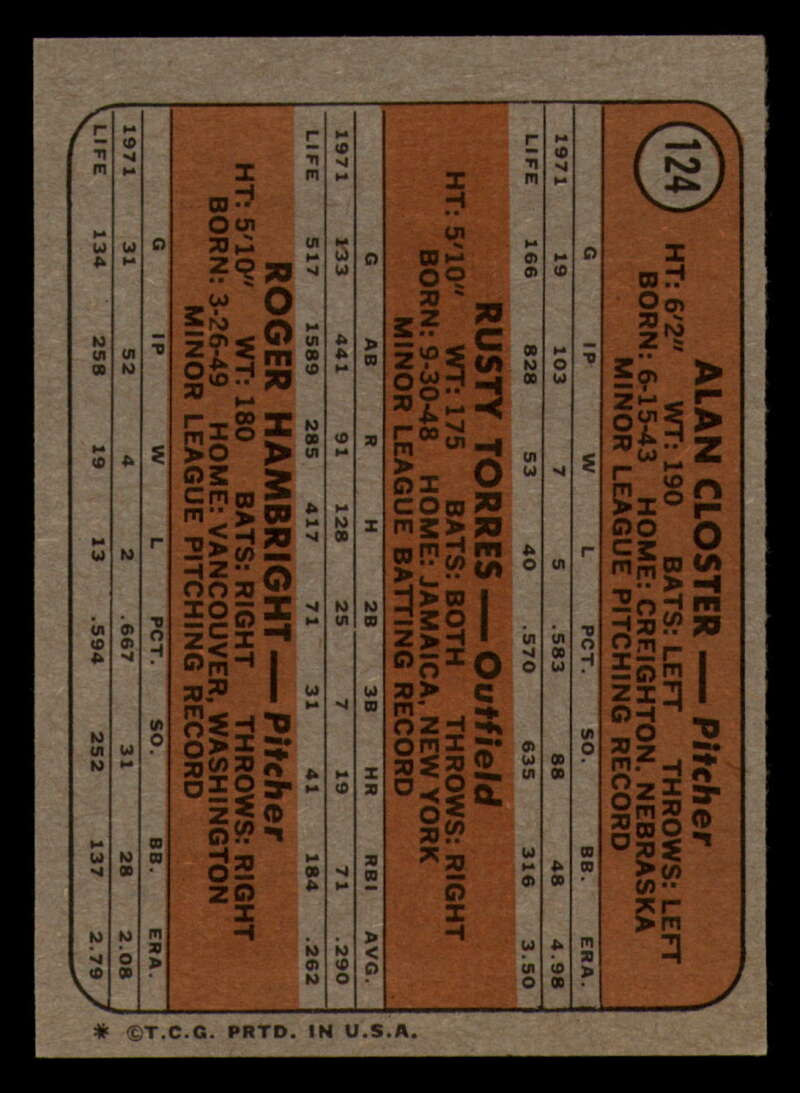 124
ALAN CLOSTER — Pitcher
HT: 6'2" WT: 190 BATS: LEFT THROWS: LEFT
BORN: 6-15-43 HOME: CREIGHTON, NEBRASKA
MINOR LEAGUE PITCHING RECORD
G IP W L PCT. SO. BB. ERA.
1971 19 103 7 5 .583 88 48 4.98
LIFE 166 828 53 40 .570 635 316 3.50
RUSTY TORRES — Outfield
HT: 5'10" WT: 175 BATS: BOTH THROWS: RIGHT
BORN: 9-30-48 HOME: JAMAICA, NEW YORK
MINOR LEAGUE BATTING RECORD
G AB R H 2B 3B HR RBI AVG.
1971 133 441 91 128 25 7 19 71 .290
LIFE 517 1589 285 417 71 31 41 184 .262
ROGER HAMBRIGHT — Pitcher
HT: 5'10" WT: 180 BATS: RIGHT THROWS: RIGHT
BORN: 3-26-49 HOME: VANCOUVER, WASHINGTON
MINOR LEAGUE PITCHING RECORD
G IP W L PCT. SO. BB. ERA.
1971 31 52 4 2 .667 31 28 2.08
LIFE 134 258 19 13 .594 252 137 2.79
* ©T.C.G. PRTD. IN U.S.A.